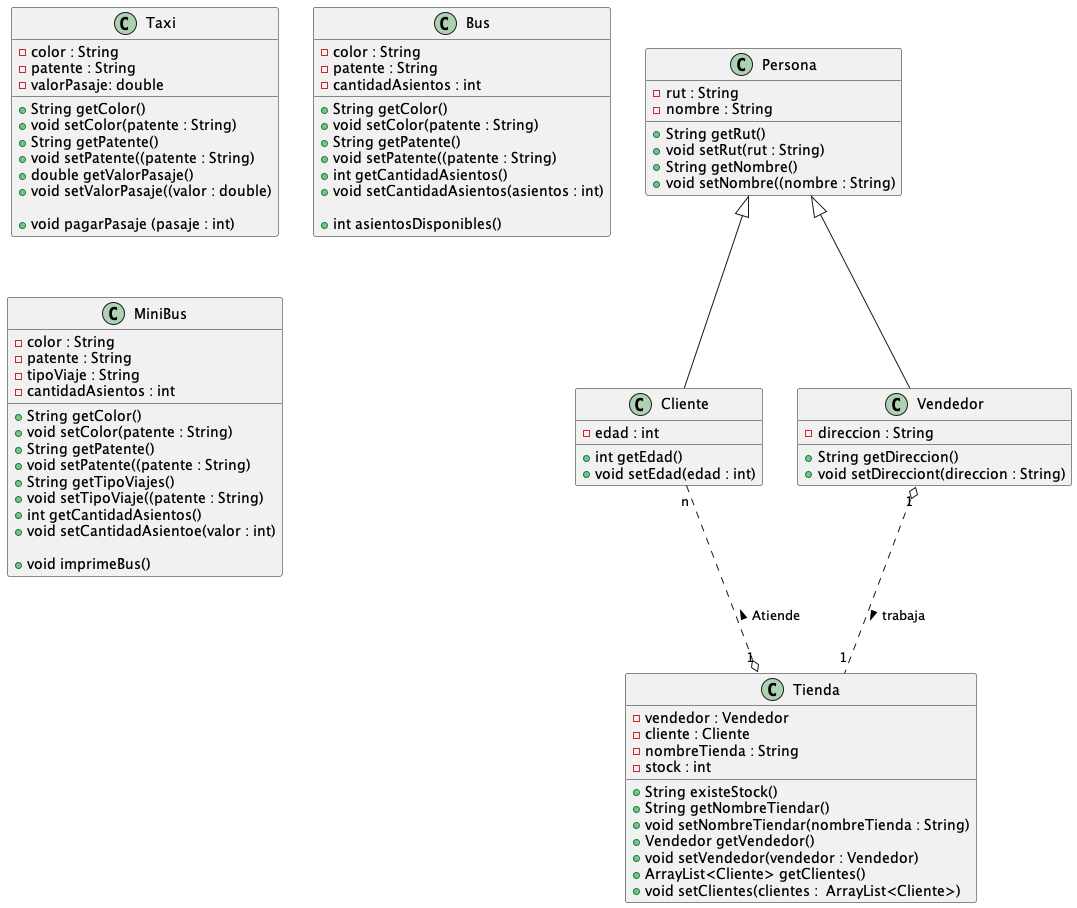 C Taxi
color : String
patente : String
valorPasaje: double
String getColor()
void setColor(patente : String)
String getPatente()
void setPatente((patente : String)
double getValorPasaje()
void setValorPasaje((valor : double)
void pagarPasaje (pasaje : int)
C Bus
color : String
patente : String
cantidadAsientos : int
String getColor()
void setColor(patente : String)
String getPatente()
void setPatente((patente : String)
int getCantidadAsientos()
void setCantidadAsientos(asientos : int)
int asientosDisponibles()
C Persona
rut : String
nombre : String
String getRut()
void setRut(rut : String)
String getNombre()
void setNombre((nombre : String)
C MiniBus
color : String
patente : String
tipoViaje : String
cantidadAsientos : int
String getColor()
void setColor(patente : String)
String getPatente()
void setPatente((patente : String)
String getTipoViajes()
void setTipoViaje((patente : String)
int getCantidadAsientos()
void setCantidadAsientoe(valor : int)
void imprimeBus()
C Cliente
edad : int
int getEdad()
void setEdad(edad : int)
C Vendedor
direccion : String
String getDireccion()
void setDirecciont(direccion : String)
n
1
Atiende
trabaja
1
1
C Tienda
vendedor : Vendedor
cliente : Cliente
nombreTienda : String
stock : int
String existeStock()
String getNombreTiendar()
void setNombreTiendar(nombreTienda : String)
Vendedor getVendedor()
void setVendedor(vendedor : Vendedor)
ArrayList<Cliente> getClientes()
void setClientes(clientes :  ArrayList<Cliente>)